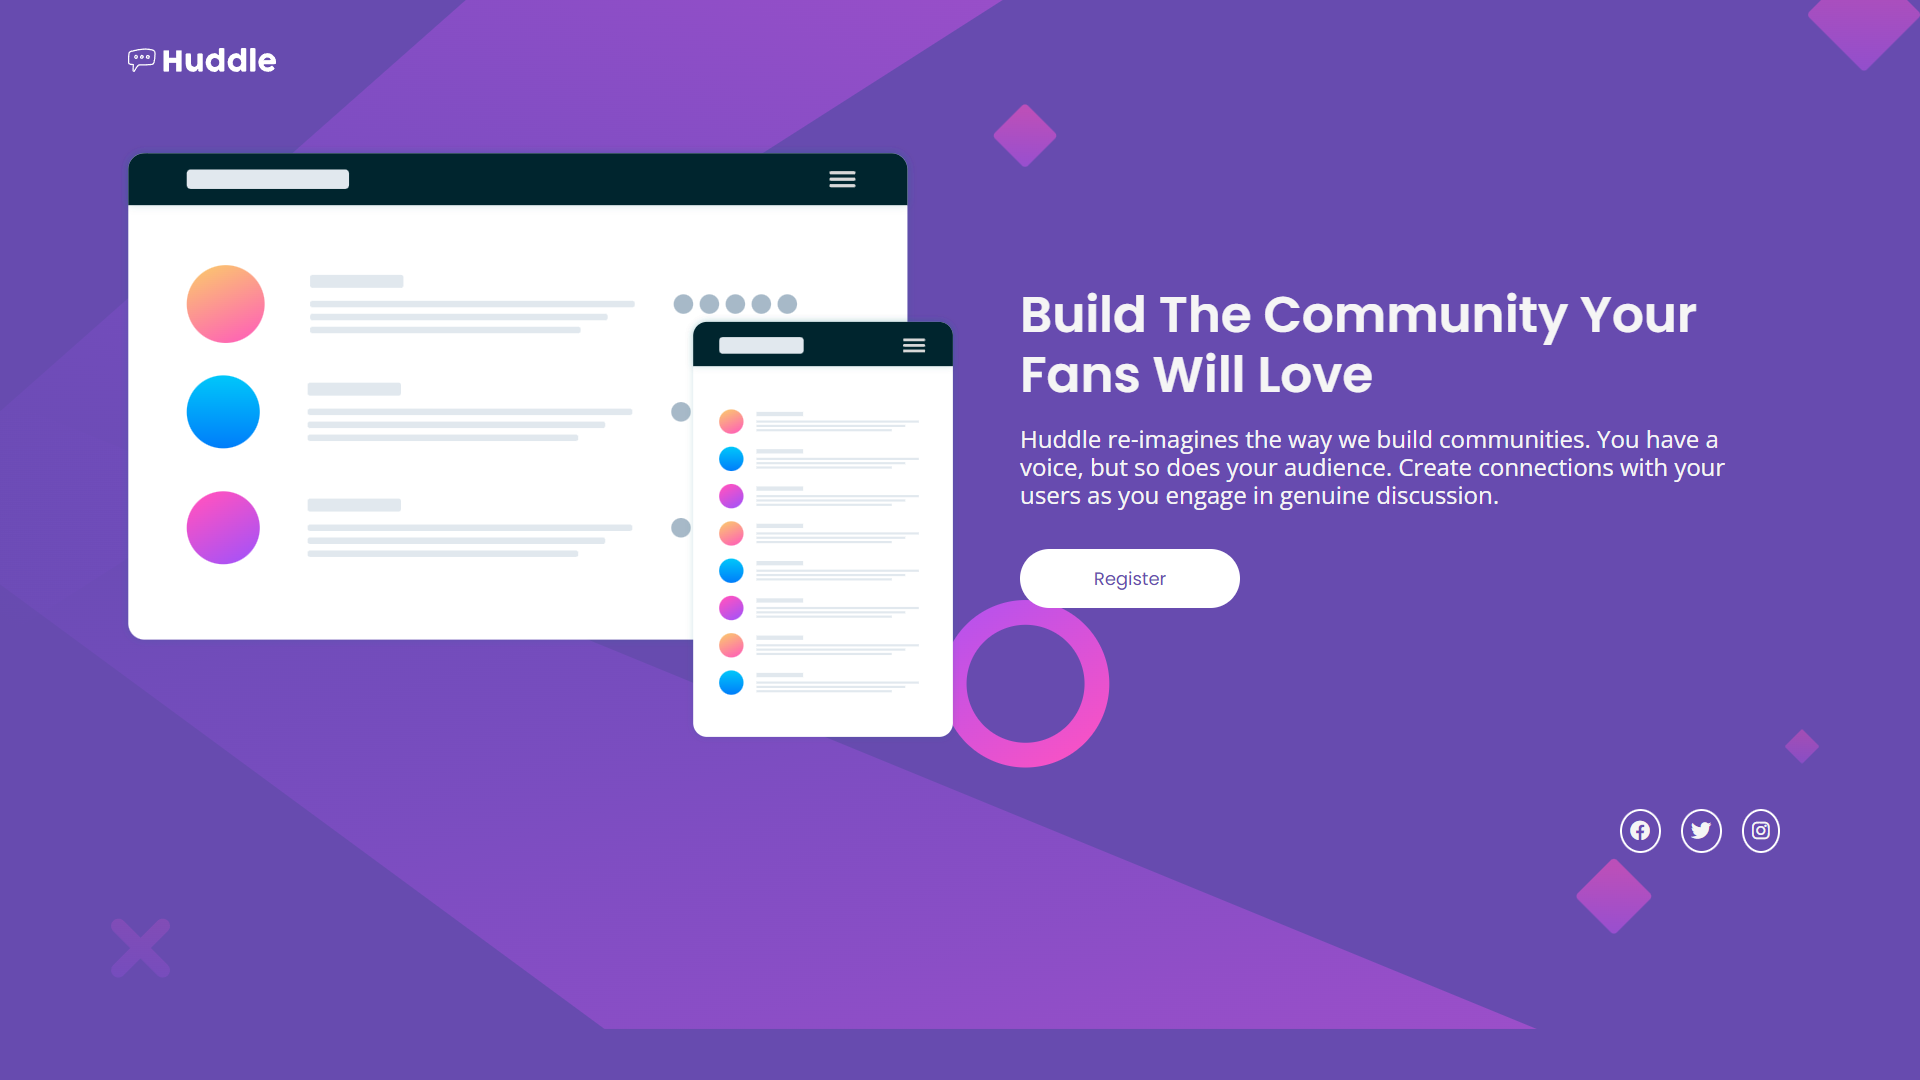 Huddle
Build The Community Your
Fans Will Love
Huddle re-imagines the way we build communities. You have a
voice, but so does your audience. Create connections with your
users as you engage in genuine discussion.
Register